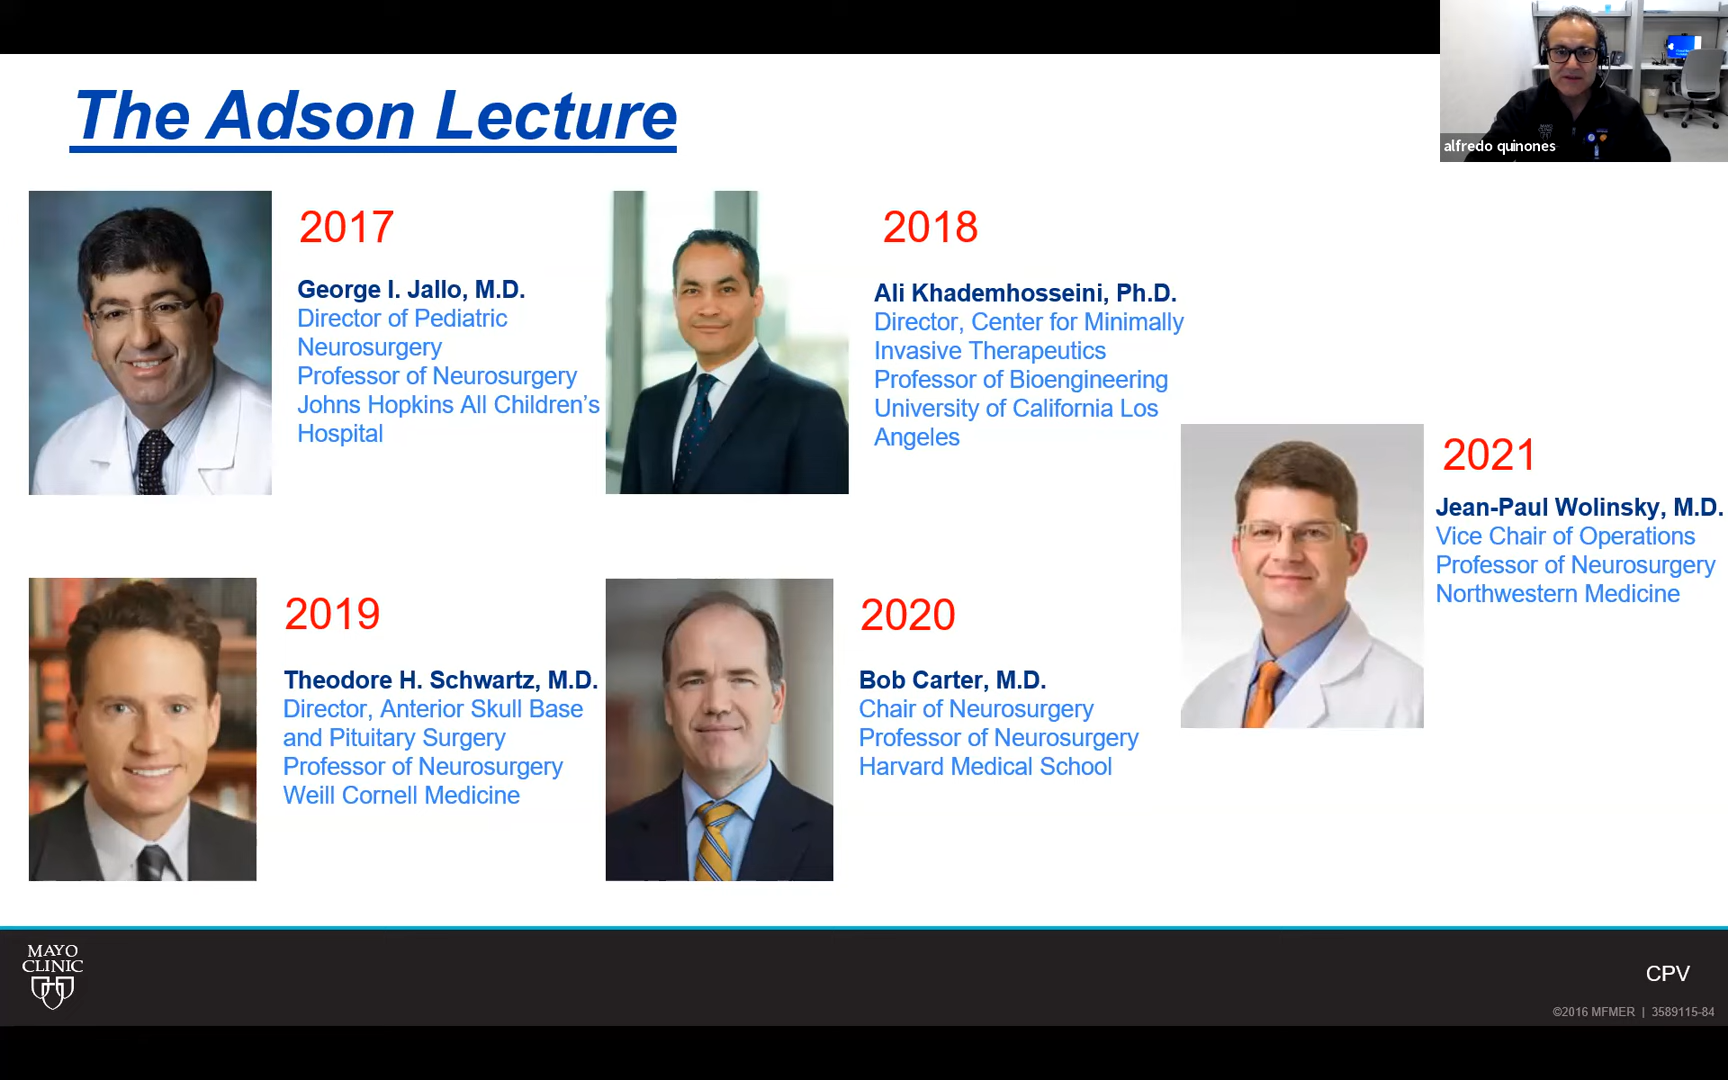 The Adson Lecture
alfredo quinones
2017
George I. Jallo, M.D.
Director of Pediatric
Neurosurgery
Professor of Neurosurgery
Johns Hopkins All Children's
Hospital
2018
Ali Khademhosseini, Ph.D.
Director, Center for Minimally
Invasive Therapeutics
Professor of Bioengineering
University of California Los
Angeles
2019
Theodore H. Schwartz, M.D.
Director, Anterior Skull Base
and Pituitary Surgery
Professor of Neurosurgery
Weill Cornell Medicine
2020
Bob Carter, M.D.
Chair of Neurosurgery
Professor of Neurosurgery
Harvard Medical School
2021
Jean-Paul Wolinsky, M.D.
Vice Chair of Operations
Professor of Neurosurgery
Northwestern Medicine
MAYO
CLINIC
CPV
©2016 MFMER | 3589115-84